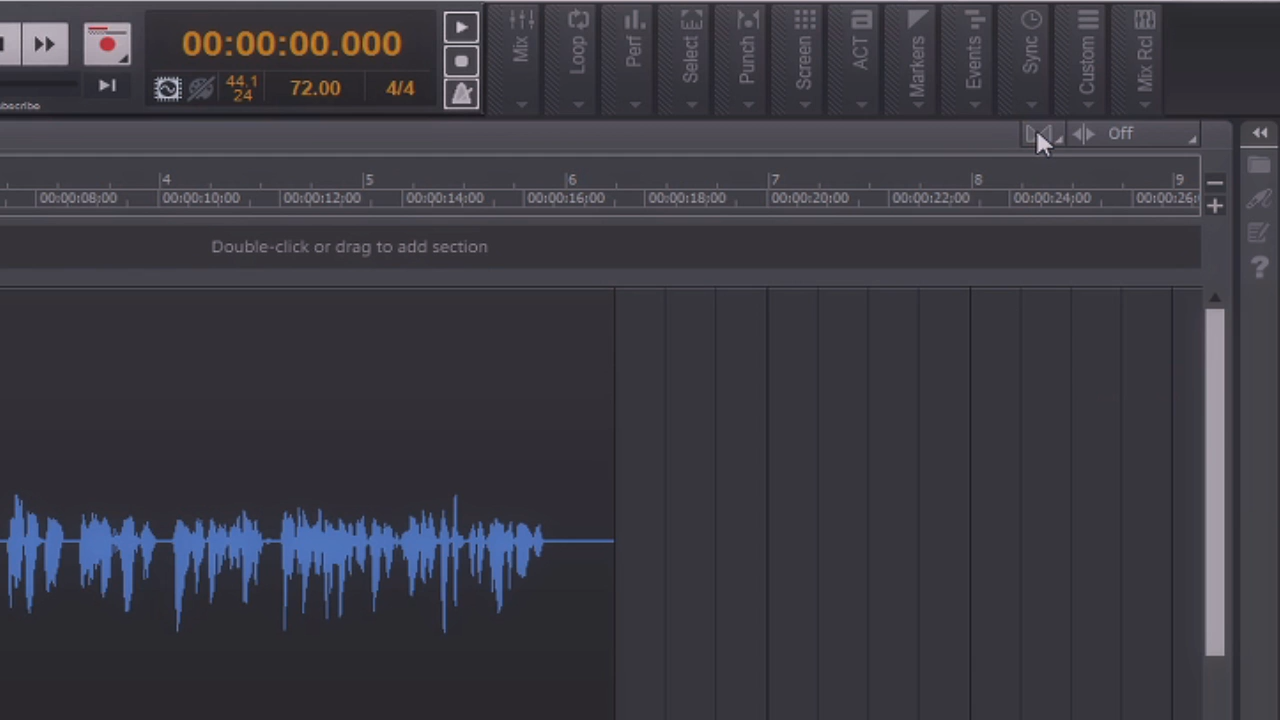 00:00:00.000
44.1
24
72.00
4/4
Mix
Loop
Perf
Select
Punch
Screen
ACT
Markers
Events
Sync
Custom
Mix Rcl
Off
4
5
6
7
8
9
00:00:08;00
00:00:10;00
00:00:12;00
00:00:14;00
00:00:16;00
00:00:18;00
00:00:20;00
00:00:22;00
00:00:24;00
00:00:26;
Double-click or drag to add section
?